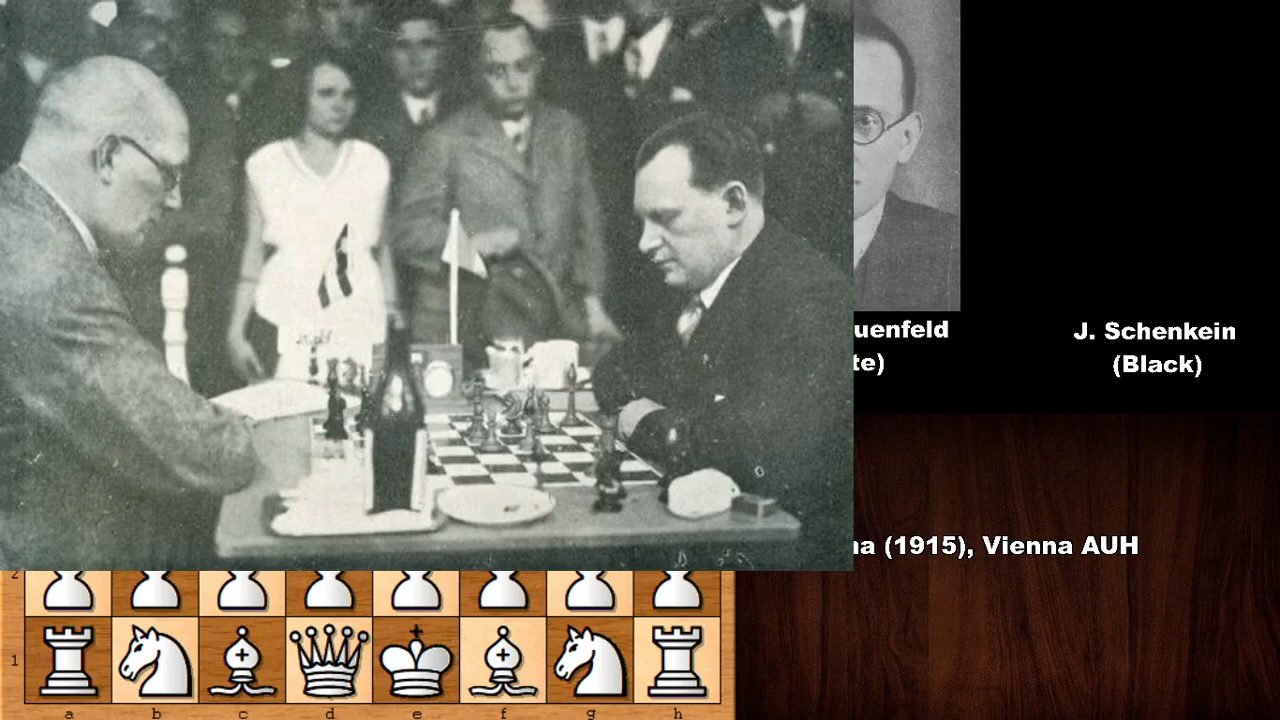 uenfeld
J. Schenkein
te)
(Black)
na (1915), Vienna AUH
2
1
a b c d e f g h